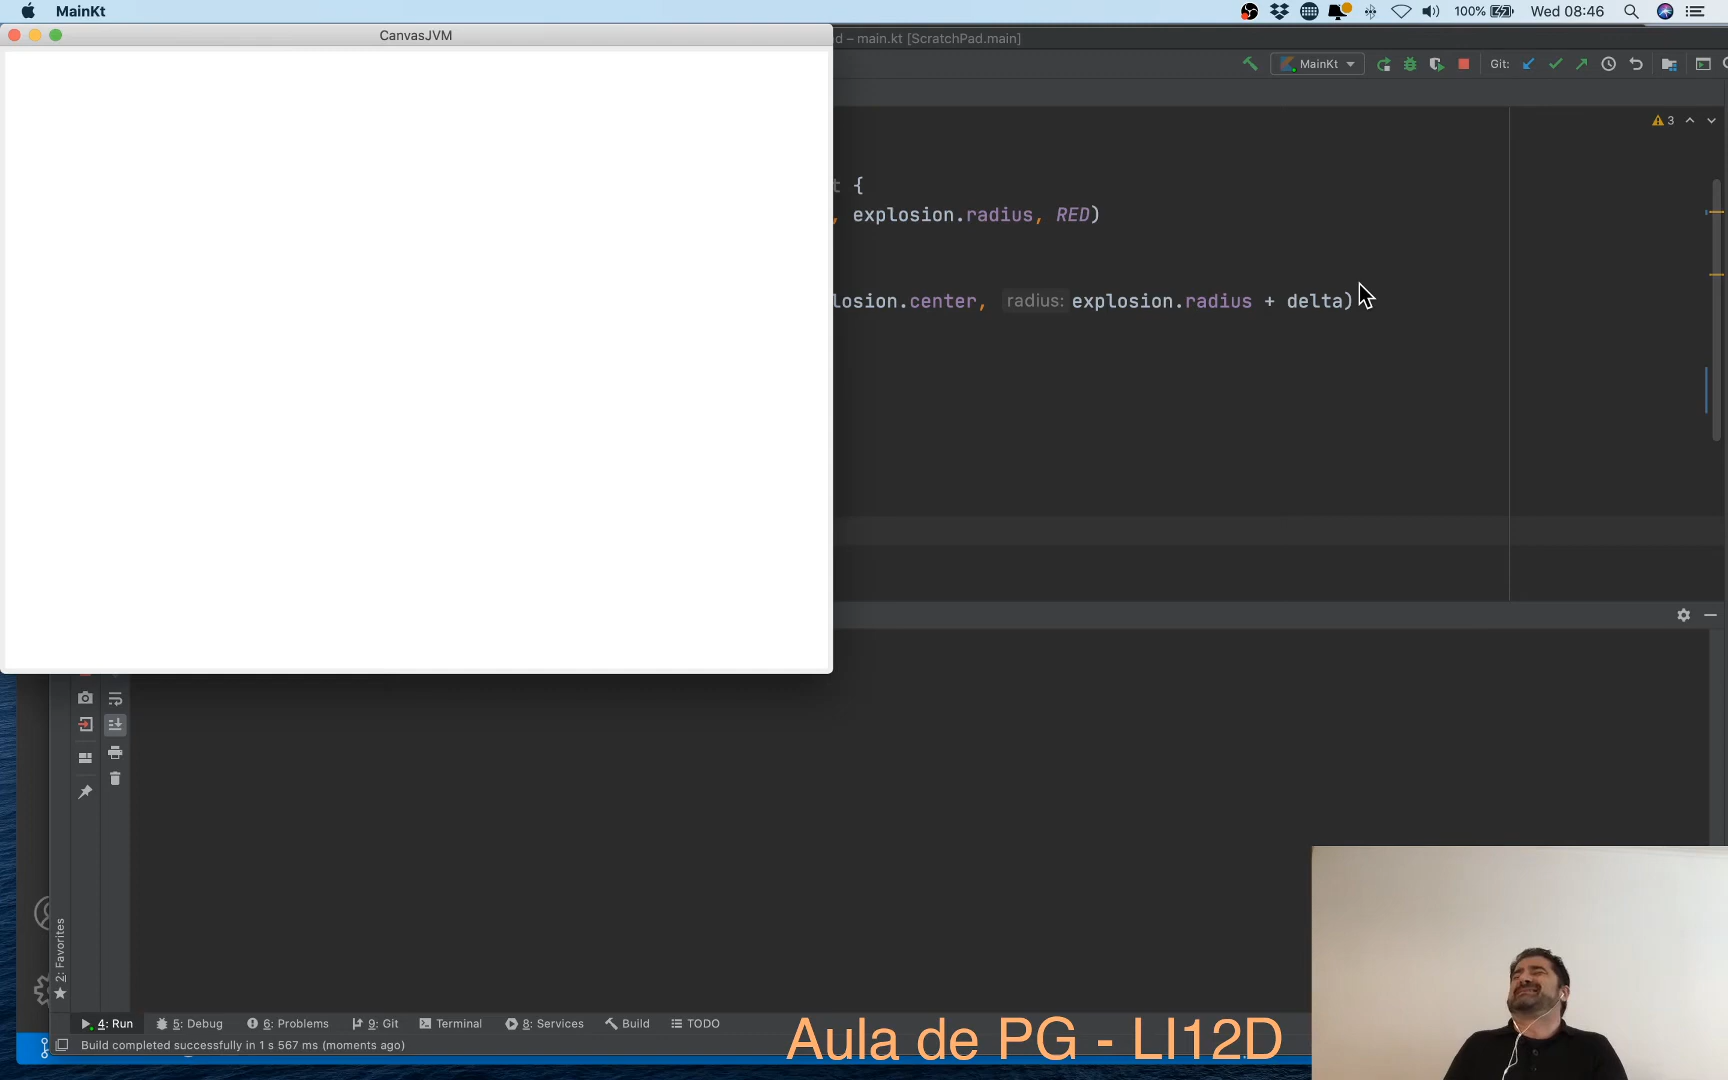 MainKt
100%
Wed 08:46
CanvasJVM
d – main.kt [ScratchPad.main]
MainKt
Git:
3
t {
, explosion.radius, RED)
losion.center, radius: explosion.radius + delta)
2: Favorites
4: Run
5: Debug
6: Problems
9: Git
Terminal
8: Services
Build
TODO
Build completed successfully in 1 s 567 ms (moments ago)
Aula de PG - LI12D